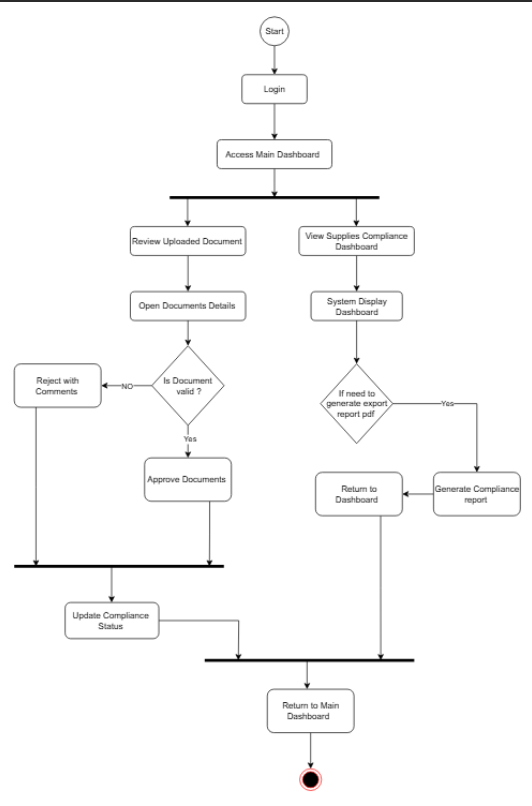 Start
Login
Access Main Dashboard
Review Uploaded Document
View Supplies Compliance
Dashboard
Open Documents Details
System Display
Dashboard
Is Document
valid ?
NO
Reject with
Comments
Yes
Approve Documents
If need to
generate export
report pdf
Yes
Generate Compliance
report
Return to
Dashboard
Update Compliance
Status
Return to Main
Dashboard